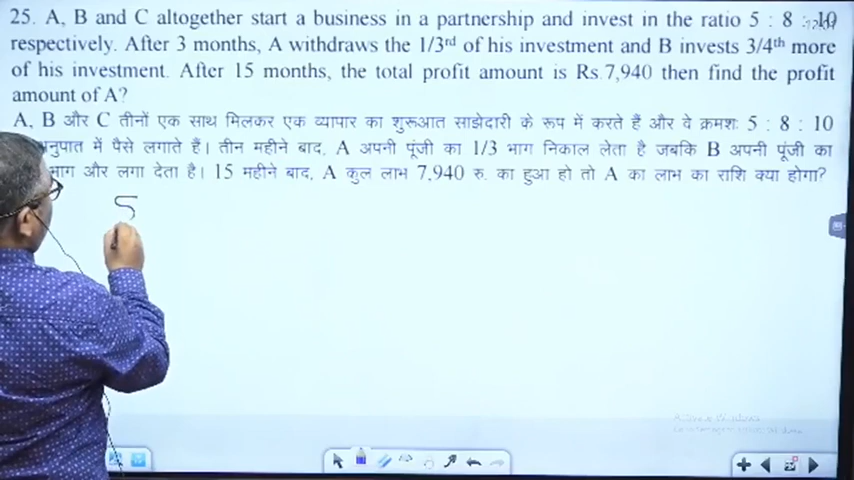 25. A, B and C altogether start a business in a partnership and invest in the ratio 5 : 8 : 10
respectively. After 3 months, A withdraws the 1/3rd of his investment and B invests 3/4th more
of his investment. After 15 months, the total profit amount is Rs.7,940 then find the profit
amount of A?
A, B और C तीनों एक साथ मिलकर एक व्यापार का शुरूआत साझेदारी के रूप में करते हैं और वे क्रमशः 5 : 8 : 10
में पैसे लगाते हैं। तीन महीने बाद, A अपनी पूंजी का 1/3 भाग निकाल लेता है जबकि B अपनी पूंजी का
और लगा देता है। 15 महीने बाद, A कुल लाभ 7,940 रु. का हुआ हो तो A का लाभ का राशि क्या होगा?
5